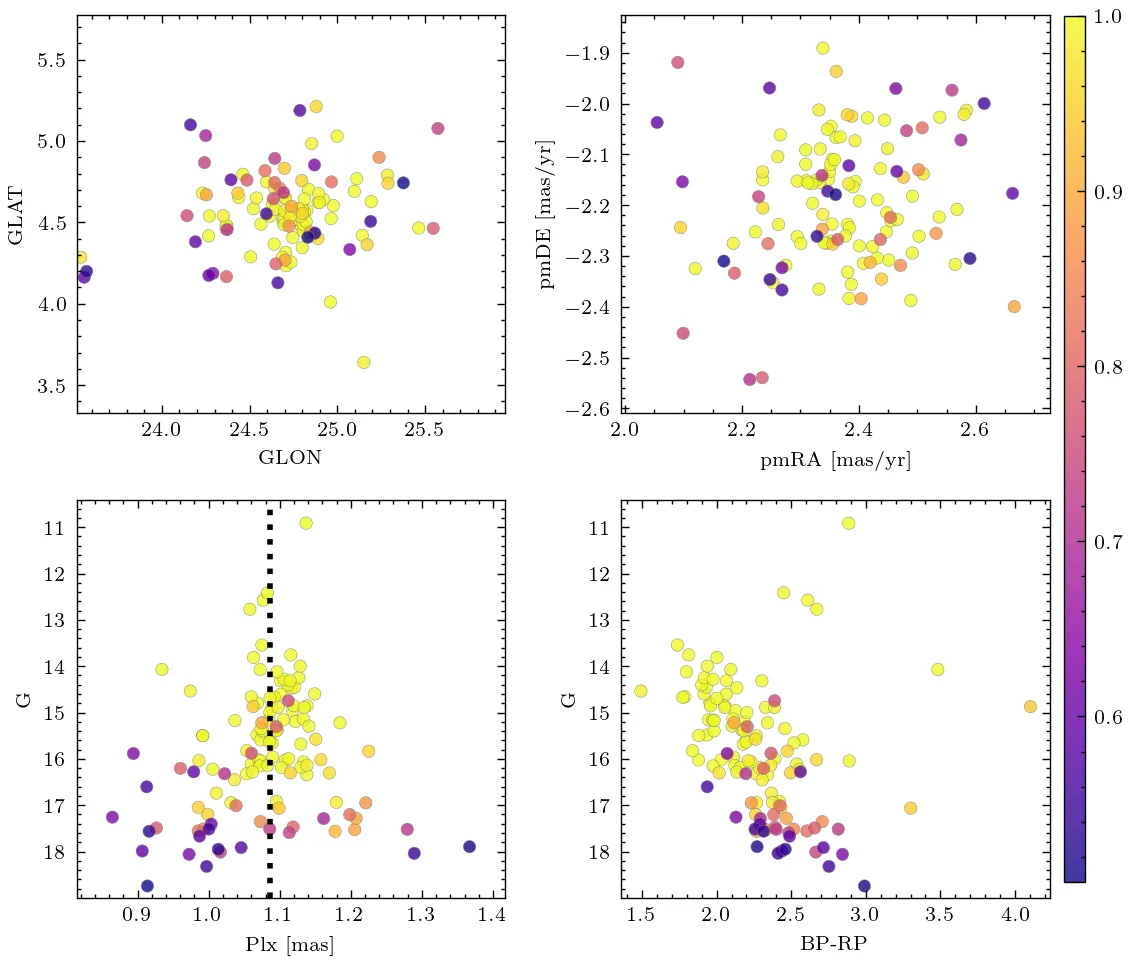 5.5
5.0
4.5
4.0
3.5
GLAT
24.0 24.5 25.0 25.5
GLON
−1.9
−2.0
−2.1
−2.2
−2.3
−2.4
−2.5
−2.6
pmDE [mas/yr]
2.0 2.2 2.4 2.6
pmRA [mas/yr]
1.0
0.9
0.8
0.7
0.6
11
12
13
14
15
16
17
18
G
0.9 1.0 1.1 1.2 1.3 1.4
Plx [mas]
11
12
13
14
15
16
17
18
G
1.5 2.0 2.5 3.0 3.5 4.0
BP-RP